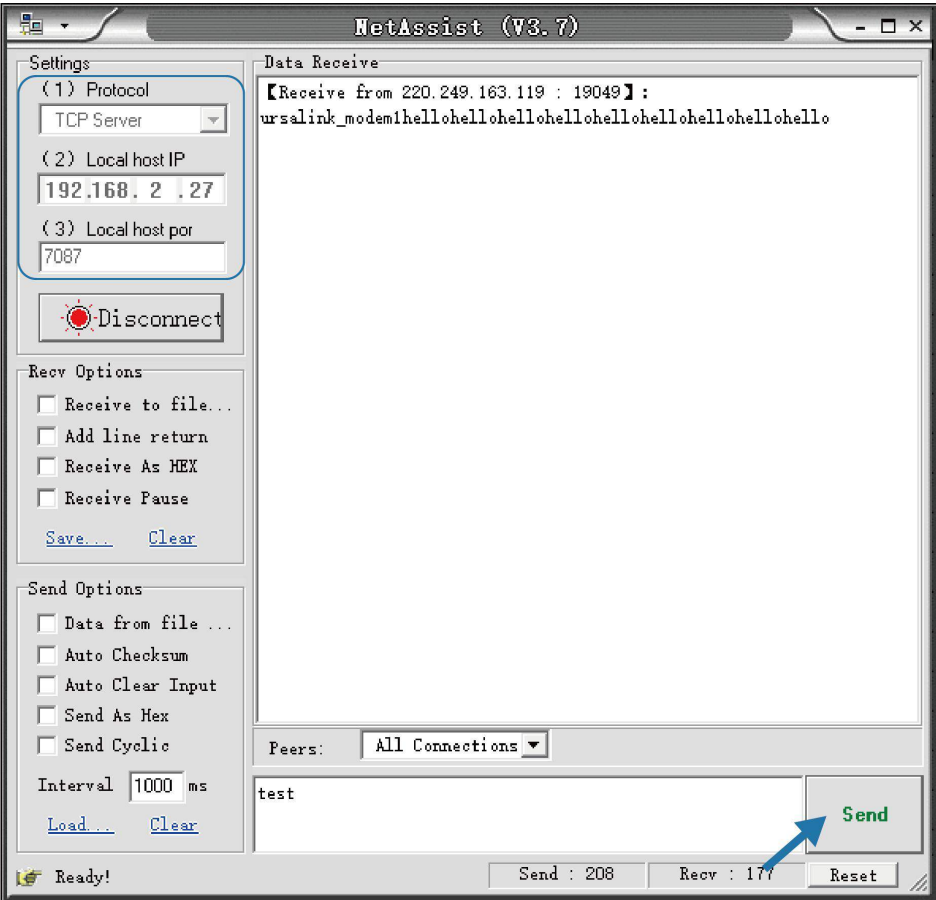 NetAssist (V3.7)
Settings
(1) Protocol
TCP Server
(2) Local host IP
192.168. 2 .27
(3) Local host por
7087
Disconnect
Recv Options
Receive to file...
Add line return
Receive As HEX
Receive Pause
Save... Clear
Send Options
Data from file ...
Auto Checksum
Auto Clear Input
Send As Hex
Send Cyclic
Interval 1000 ms
Load... Clear
Data Receive
【Receive from 220.249.163.119 : 19049】:
ursalink_modem1hellohellohellohellohellohellohellohello
Peers: All Connections
test
Send
Ready!
Send : 208
Recv : 177
Reset